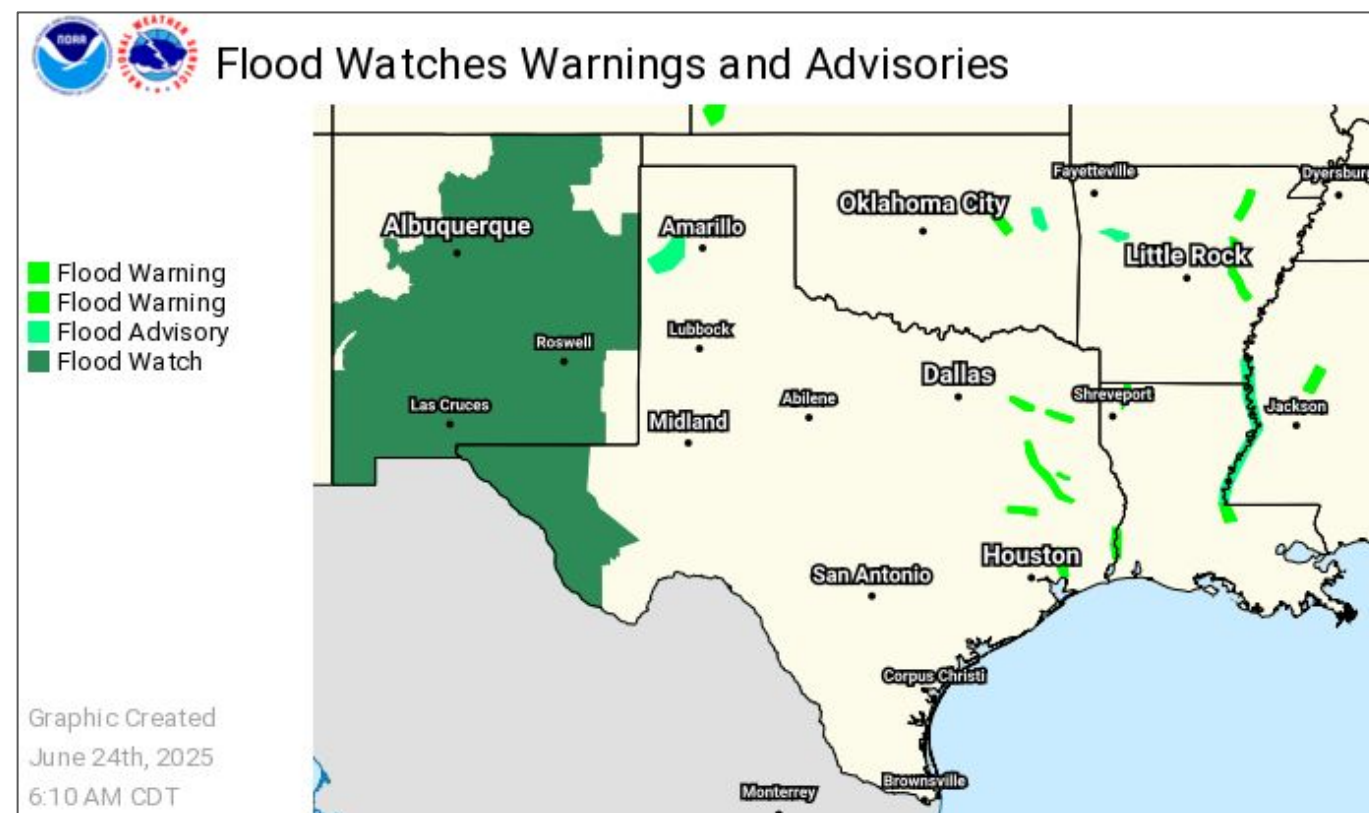 NOAA
NATIONAL WEATHER SERVICE
Flood Watches Warnings and Advisories
Fayetteville
Dyersburg
Oklahoma City
Albuquerque
Amarillo
Little Rock
Flood Warning
Flood Warning
Flood Advisory
Flood Watch
Lubbock
Roswell
Dallas
Shreveport
Abilene
Las Cruces
Jackson
Midland
Houston
San Antonio
Corpus Christi
Graphic Created
June 24th, 2025
6:10 AM CDT
Brownsville
Monterrey